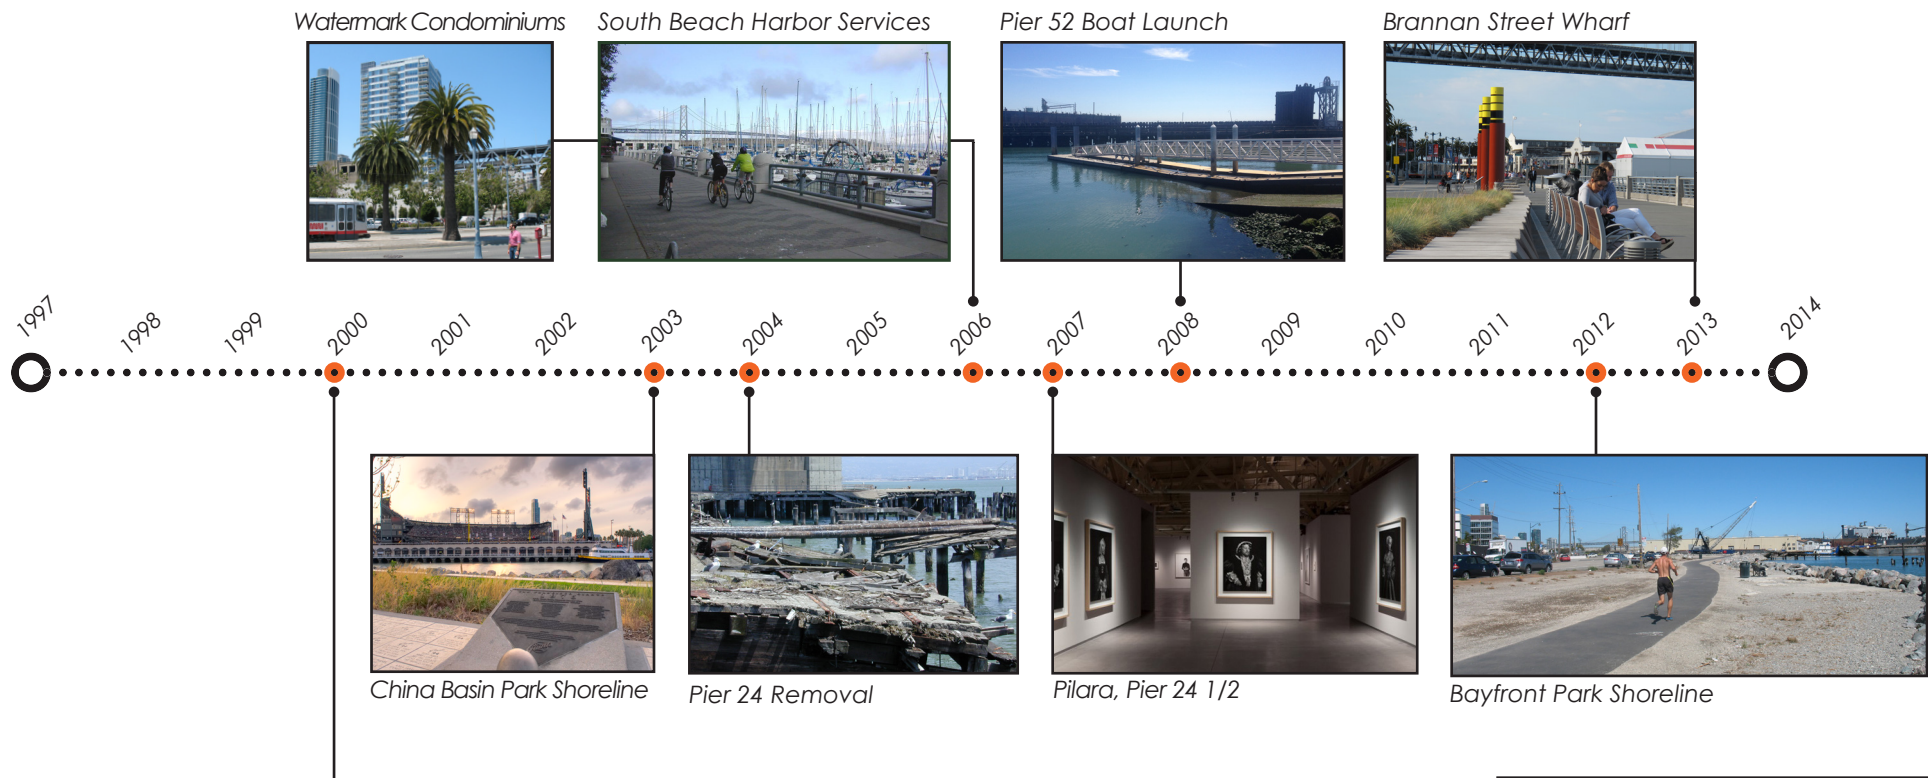 Watermark Condominiums
South Beach Harbor Services
Pier 52 Boat Launch
Brannan Street Wharf
1997
1998
1999
2000
2001
2002
2003
2004
2005
2006
2007
2008
2009
2010
2011
2012
2013
2014
China Basin Park Shoreline
Pier 24 Removal
Pilara, Pier 24 1/2
Bayfront Park Shoreline